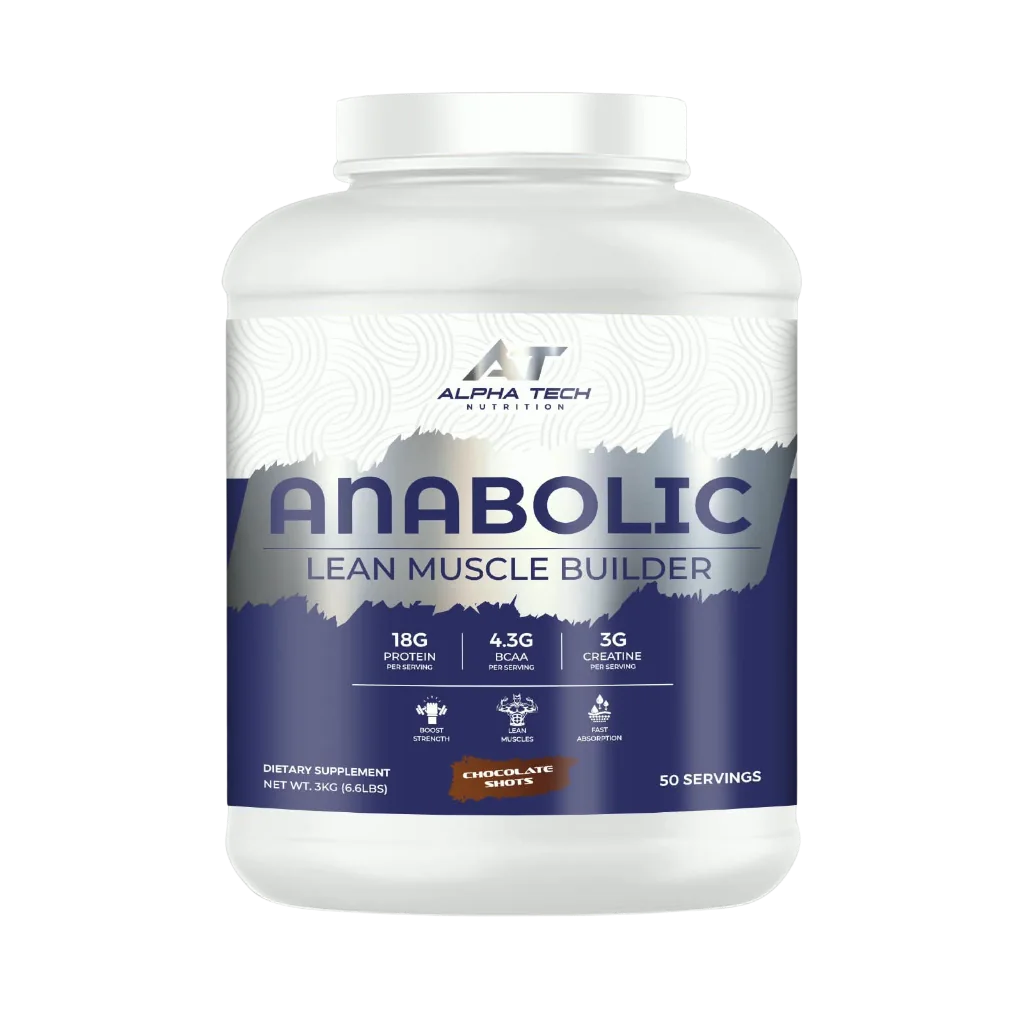 AT
ALPHA TECH
NUTRITION
ANABOLIC
LEAN MUSCLE BUILDER
18G
PROTEIN
PER SERVING
4.3G
BCAA
PER SERVING
3G
CREATINE
PER SERVING
BOOST
STRENGTH
LEAN
MUSCLES
FAST
ABSORPTION
DIETARY SUPPLEMENT
NET WT. 3KG (6.6LBS)
CHOCOLATE
SHOTS
50 SERVINGS